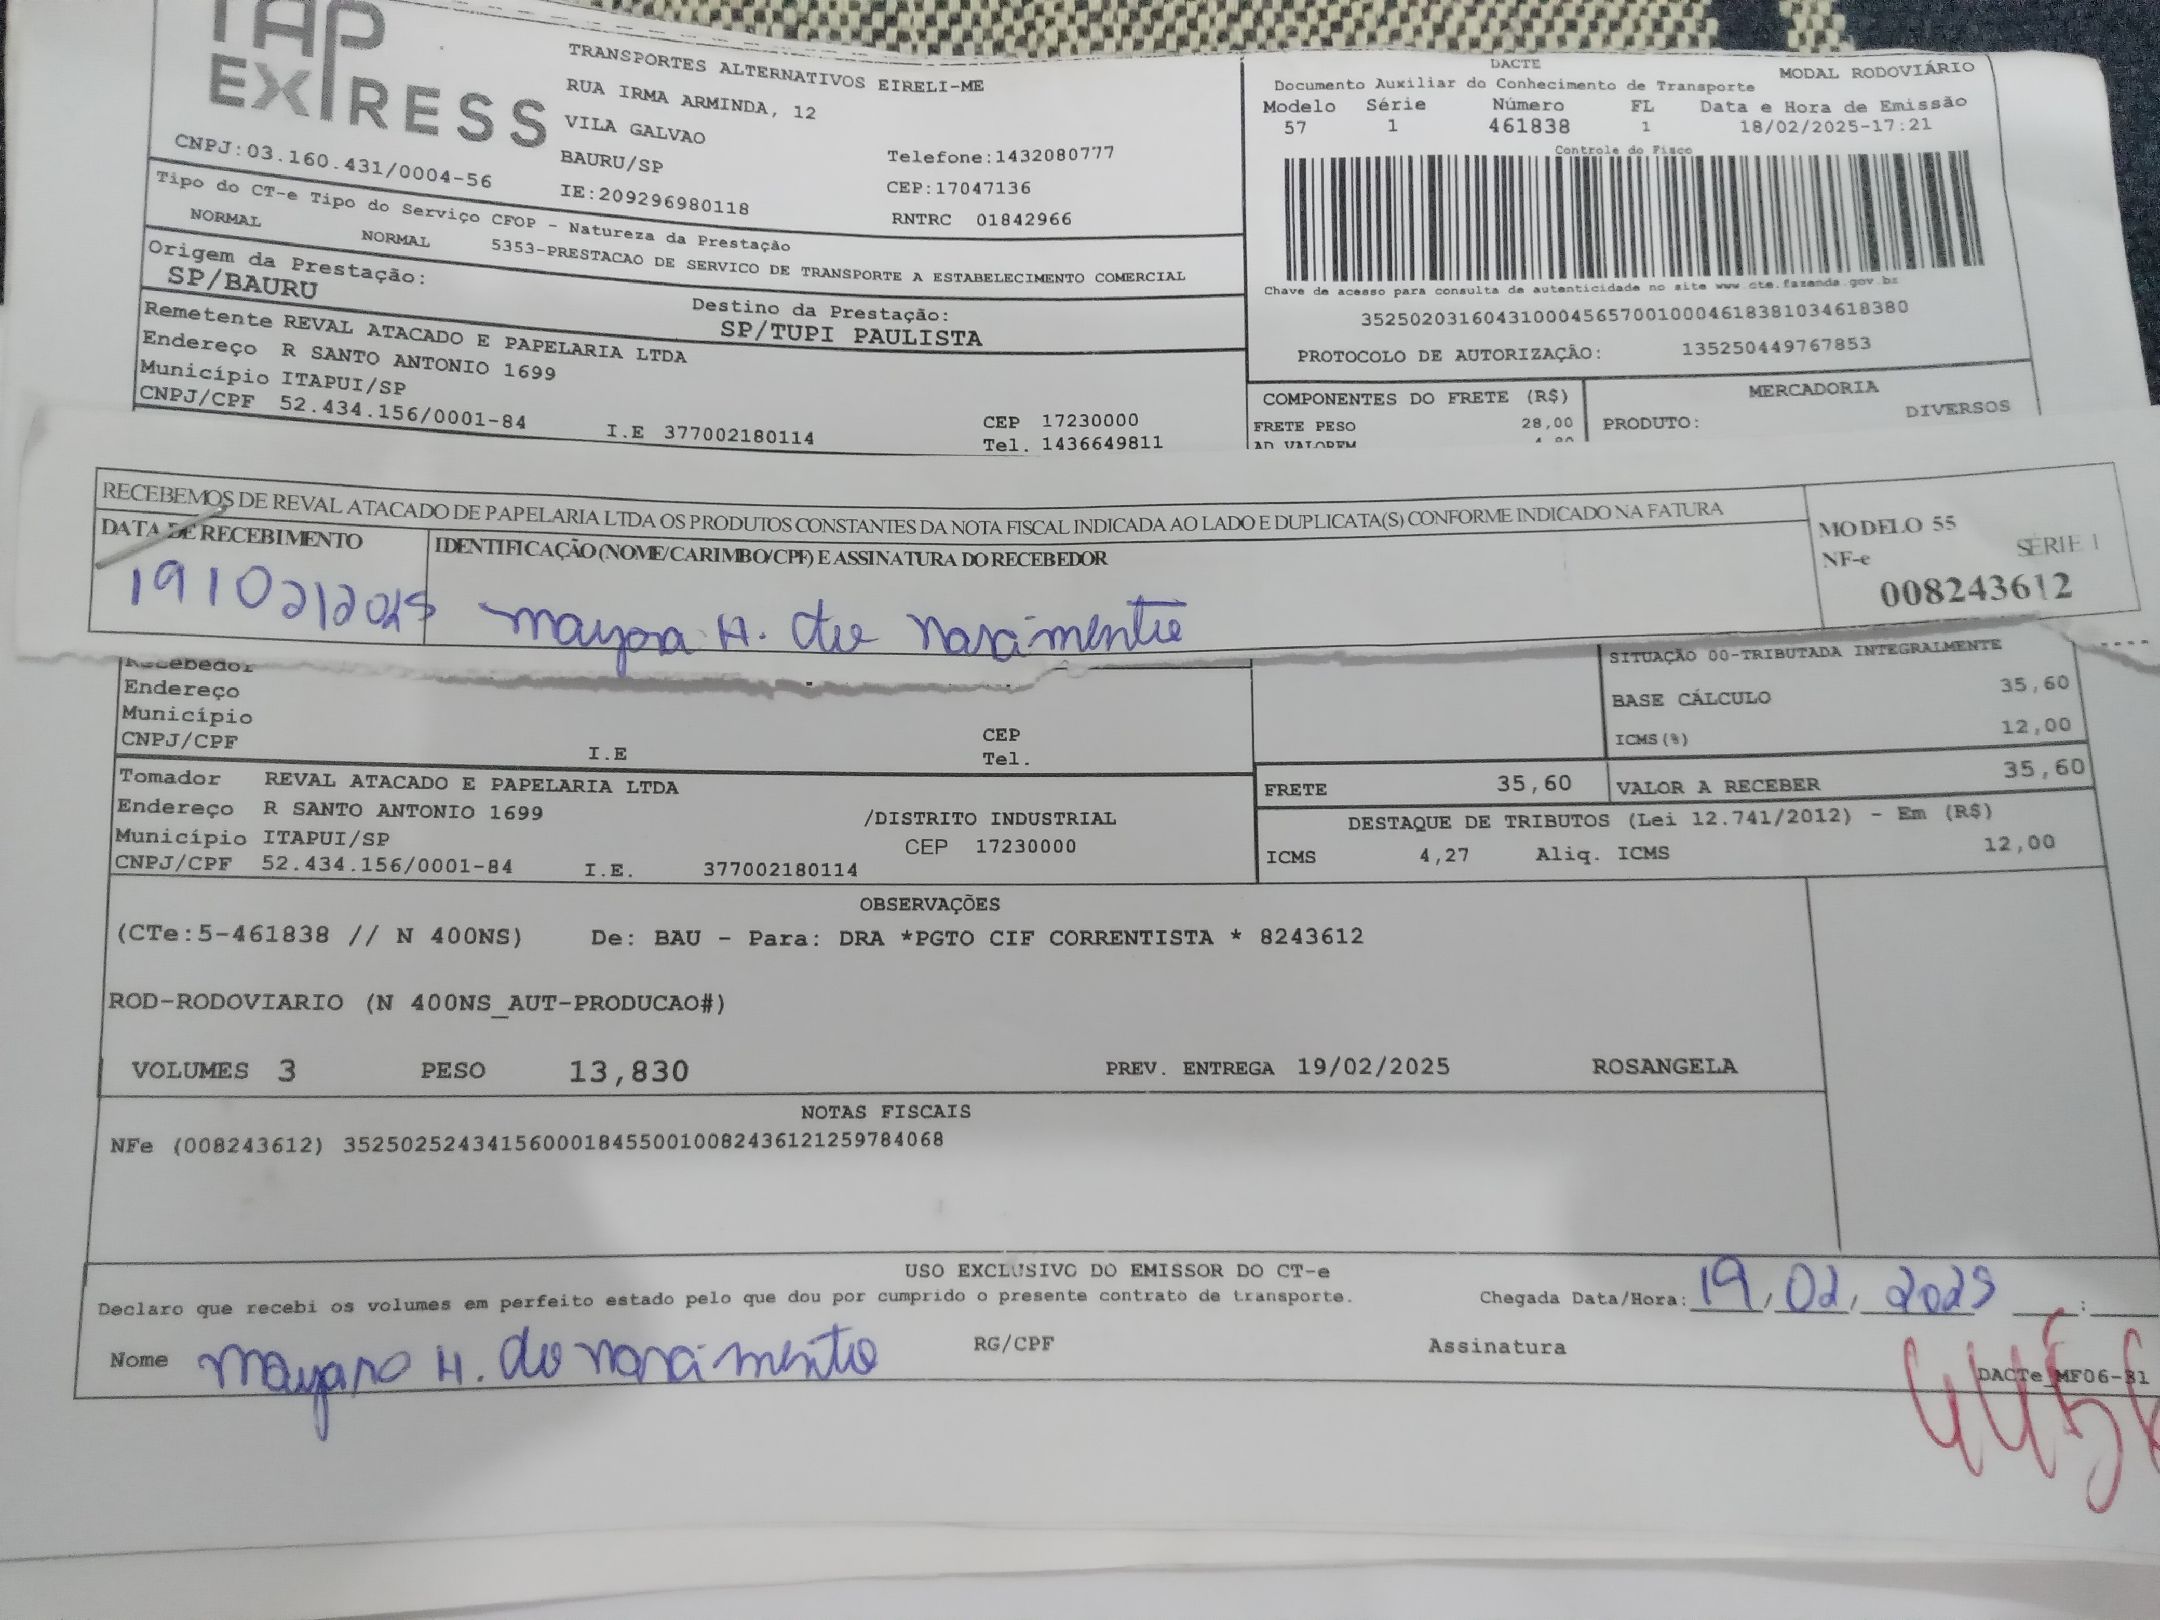 TAP
EXPRESS
TRANSPORTES ALTERNATIVOS EIRELI-ME
RUA IRMA ARMINDA, 12
VILA GALVAO
BAURU/SP
Telefone:1432080777
CNPJ:03.160.431/0004-56
IE:209296980118
CEP:17047136
RNTRC 01842966
Tipo do CT-e Tipo do Serviço CFOP - Natureza da Prestação
NORMAL NORMAL 5353-PRESTACAO DE SERVICO DE TRANSPORTE A ESTABELECIMENTO COMERCIAL
Origem da Prestação:
SP/BAURU
Destino da Prestação:
SP/TUPI PAULISTA
Remetente REVAL ATACADO E PAPELARIA LTDA
Endereço R SANTO ANTONIO 1699
Município ITAPUI/SP
CEP 17230000
CNPJ/CPF 52.434.156/0001-84 I.E 377002180114 Tel. 1436649811
DACTE
Documento Auxiliar do Conhecimento de Transporte
MODAL RODOVIÁRIO
Modelo Série Número FL Data e Hora de Emissão
57 1 461838 1 18/02/2025-17:21
Controle do Fisco
Chave de acesso para consulta de autenticidade no site www.cte.fazenda.gov.br
35250203160431000456570010004618381034618380
PROTOCOLO DE AUTORIZAÇÃO: 135250449767853
COMPONENTES DO FRETE (R$)
MERCADORIA
FRETE PESO 28,00
PRODUTO: DIVERSOS
AD VALOREM
RECEBEMOS DE REVAL ATACADO DE PAPELARIA LTDA OS PRODUTOS CONSTANTES DA NOTA FISCAL INDICADA AO LADO E DUPLICATA(S) CONFORME INDICADO NA FATURA
DATA DE RECEBIMENTO
IDENTIFICAÇÃO (NOME/CARIMBO/CPF) E ASSINATURA DO RECEBEDOR
MODELO 55
NF-e SÉRIE 1
008243612
19/02/2025 Mayara H. do Nascimento
Recebedor
Endereço
Município
CNPJ/CPF I.E
CEP
Tel.
SITUAÇÃO 00-TRIBUTADA INTEGRALMENTE
BASE CÁLCULO 35,60
ICMS(%) 12,00
FRETE 35,60 VALOR A RECEBER 35,60
Tomador REVAL ATACADO E PAPELARIA LTDA
Endereço R SANTO ANTONIO 1699 /DISTRITO INDUSTRIAL
Município ITAPUI/SP CEP 17230000
CNPJ/CPF 52.434.156/0001-84 I.E. 377002180114
DESTAQUE DE TRIBUTOS (Lei 12.741/2012) - Em (R$)
ICMS 4,27 Aliq. ICMS 12,00
OBSERVAÇÕES
(CTe:5-461838 // N 400NS) De: BAU - Para: DRA *PGTO CIF CORRENTISTA * 8243612
ROD-RODOVIARIO (N 400NS_AUT-PRODUCAO#)
VOLUMES 3 PESO 13,830 PREV. ENTREGA 19/02/2025 ROSANGELA
NOTAS FISCAIS
NFe (008243612) 35250252434156000184550010082436121259784068
USO EXCLUSIVO DO EMISSOR DO CT-e
Declaro que recebi os volumes em perfeito estado pelo que dou por cumprido o presente contrato de transporte. Chegada Data/Hora: 19, 02, 2025 :
Nome Mayara H. do Nascimento RG/CPF Assinatura
DACTe_MF06-81